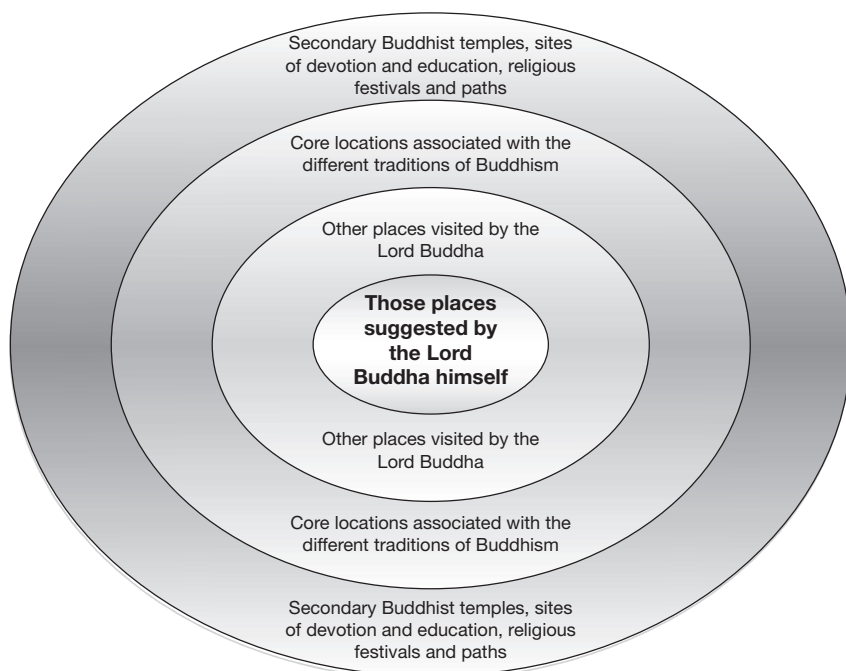 Secondary Buddhist temples, sites
of devotion and education, religious
festivals and paths
Core locations associated with the
different traditions of Buddhism
Other places visited by the
Lord Buddha
Those places
suggested by
the Lord
Buddha himself
Other places visited by the
Lord Buddha
Core locations associated with the
different traditions of Buddhism
Secondary Buddhist temples, sites
of devotion and education, religious
festivals and paths